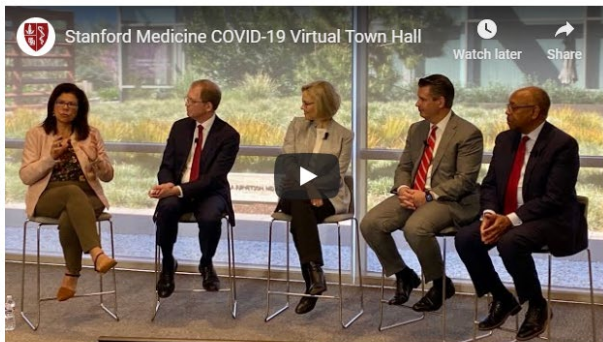 Stanford Medicine COVID-19 Virtual Town Hall
Watch later
Share